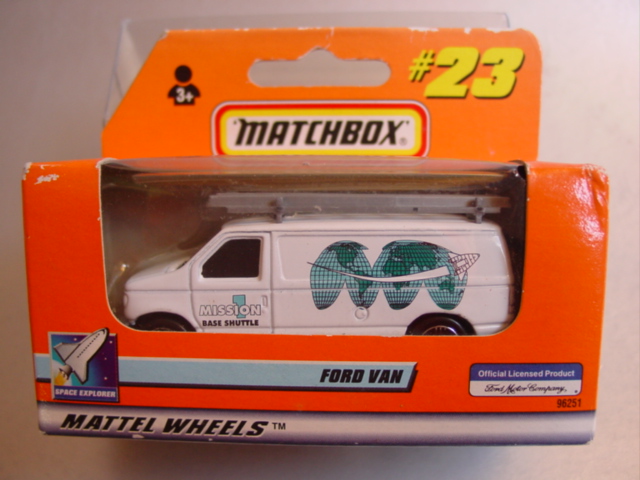 #23
3+
MATCHBOX®
MISSION 1
BASE SHUTTLE
SPACE EXPLORER
FORD VAN
Official Licensed Product
Ford Motor Company
96251
MATTEL WHEELS™